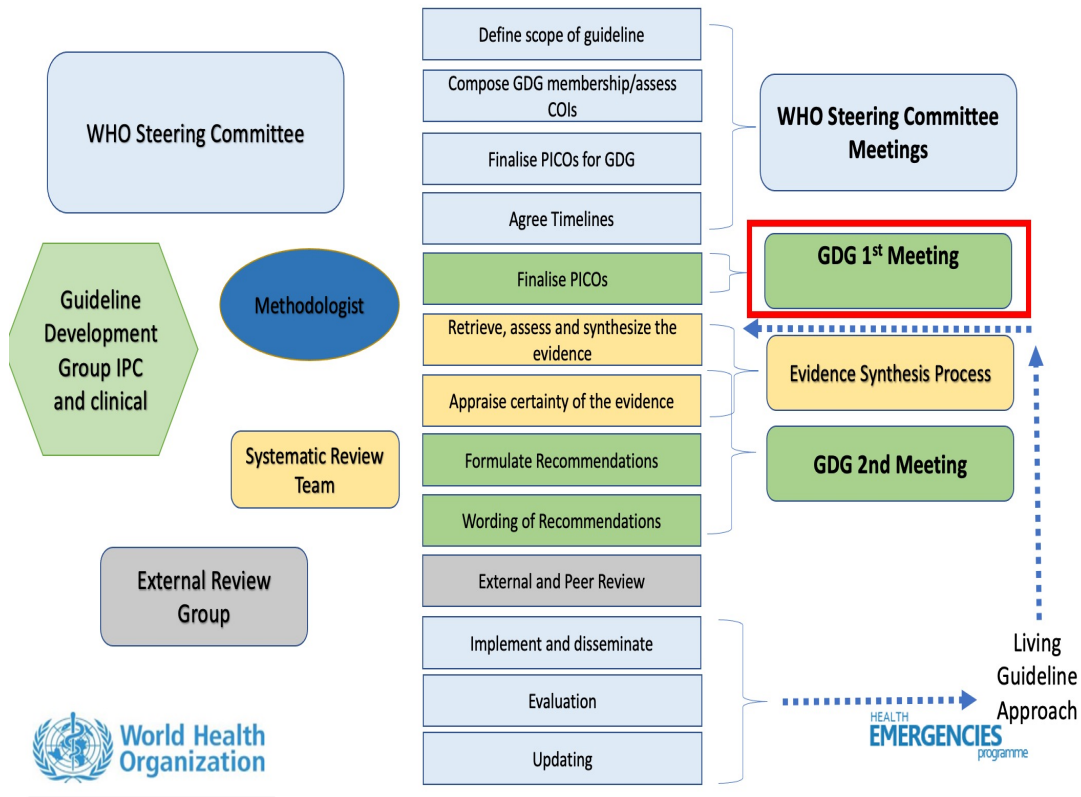 Define scope of guideline
Compose GDG membership/assess
COIs
Finalise PICOs for GDG
Agree Timelines
Finalise PICOs
Retrieve, assess and synthesize the
evidence
Appraise certainty of the evidence
Formulate Recommendations
Wording of Recommendations
External and Peer Review
Implement and disseminate
Evaluation
Updating
WHO Steering Committee
Guideline
Development
Group IPC
and clinical
Methodologist
Systematic Review
Team
External Review
Group
WHO Steering Committee
Meetings
GDG 1st Meeting
Evidence Synthesis Process
GDG 2nd Meeting
Living
Guideline
Approach
World Health
Organization
HEALTH
EMERGENCIES
programme